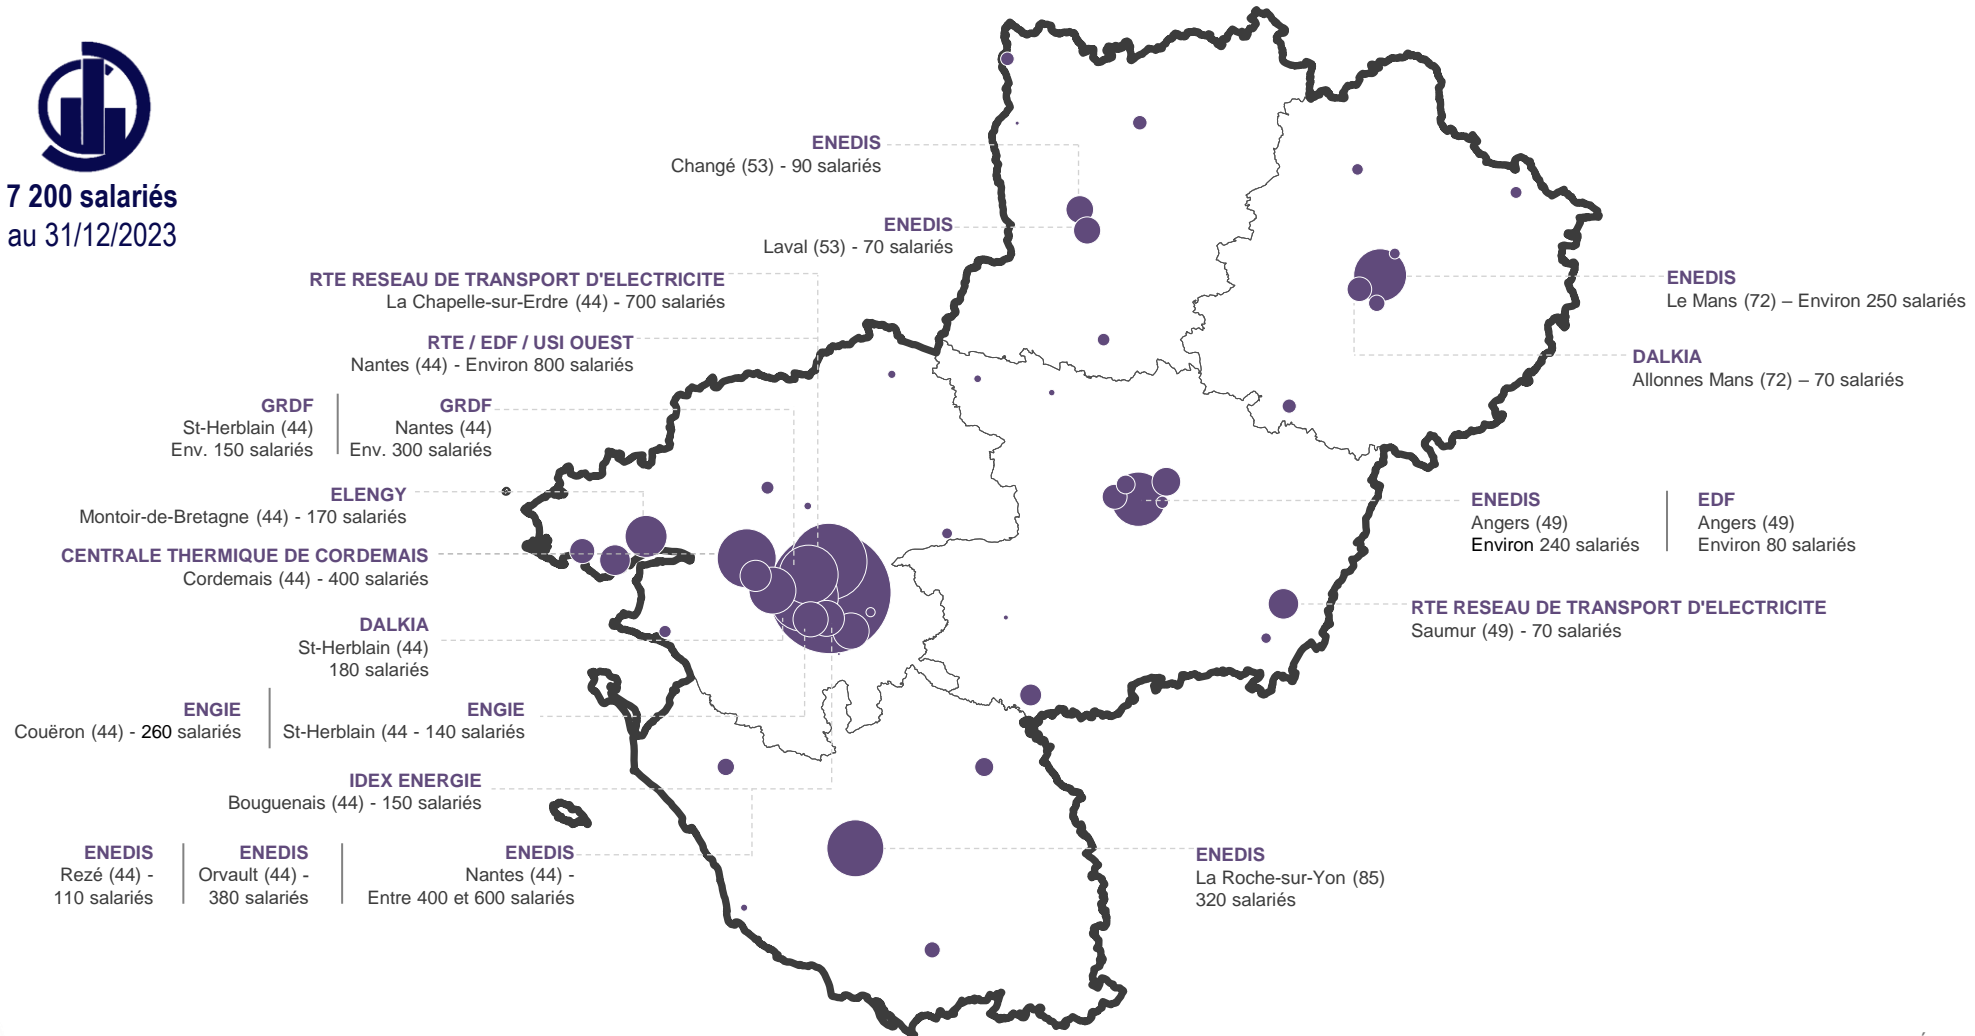 7 200 salariés
au 31/12/2023
ENEDIS
Changé (53) - 90 salariés
ENEDIS
Laval (53) - 70 salariés
RTE RESEAU DE TRANSPORT D'ELECTRICITE
La Chapelle-sur-Erdre (44) - 700 salariés
RTE / EDF / USI OUEST
Nantes (44) - Environ 800 salariés
GRDF
St-Herblain (44)
Env. 150 salariés
GRDF
Nantes (44)
Env. 300 salariés
ELENGY
Montoir-de-Bretagne (44) - 170 salariés
CENTRALE THERMIQUE DE CORDEMAIS
Cordemais (44) - 400 salariés
DALKIA
St-Herblain (44)
180 salariés
ENGIE
Couëron (44) - 260 salariés
ENGIE
St-Herblain (44 - 140 salariés
IDEX ENERGIE
Bouguenais (44) - 150 salariés
ENEDIS
Rezé (44) -
110 salariés
ENEDIS
Orvault (44) -
380 salariés
ENEDIS
Nantes (44) -
Entre 400 et 600 salariés
ENEDIS
Le Mans (72) – Environ 250 salariés
DALKIA
Allonnes Mans (72) – 70 salariés
ENEDIS
Angers (49)
Environ 240 salariés
EDF
Angers (49)
Environ 80 salariés
RTE RESEAU DE TRANSPORT D'ELECTRICITE
Saumur (49) - 70 salariés
ENEDIS
La Roche-sur-Yon (85)
320 salariés